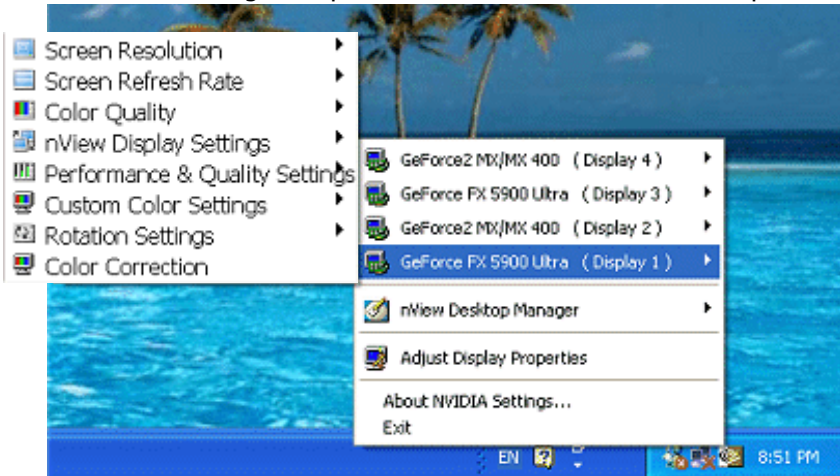 Screen Resolution
Screen Refresh Rate
Color Quality
nView Display Settings
Performance & Quality Settings
Custom Color Settings
Rotation Settings
Color Correction
GeForce2 MX/MX 400 ( Display 4 )
GeForce FX 5900 Ultra ( Display 3 )
GeForce2 MX/MX 400 ( Display 2 )
GeForce FX 5900 Ultra ( Display 1 )
nView Desktop Manager
Adjust Display Properties
About NVIDIA Settings...
Exit
EN
8:51 PM